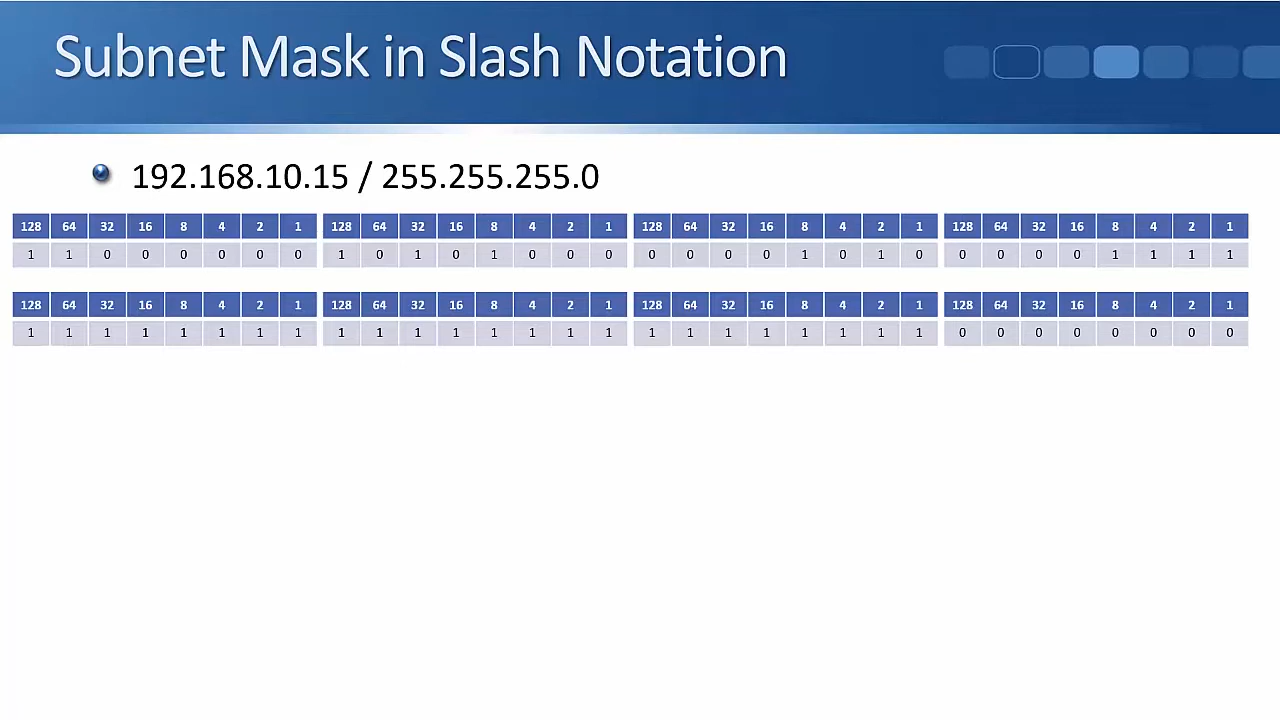 Subnet Mask in Slash Notation
192.168.10.15 / 255.255.255.0
128 64 32 16 8 4 2 1 128 64 32 16 8 4 2 1 128 64 32 16 8 4 2 1 128 64 32 16 8 4 2 1
1 1 0 0 0 0 0 0 1 0 1 0 1 0 0 0 0 0 0 0 1 0 1 0 0 0 0 0 1 1 1 1
128 64 32 16 8 4 2 1 128 64 32 16 8 4 2 1 128 64 32 16 8 4 2 1 128 64 32 16 8 4 2 1
1 1 1 1 1 1 1 1 1 1 1 1 1 1 1 1 1 1 1 1 1 1 1 1 0 0 0 0 0 0 0 0